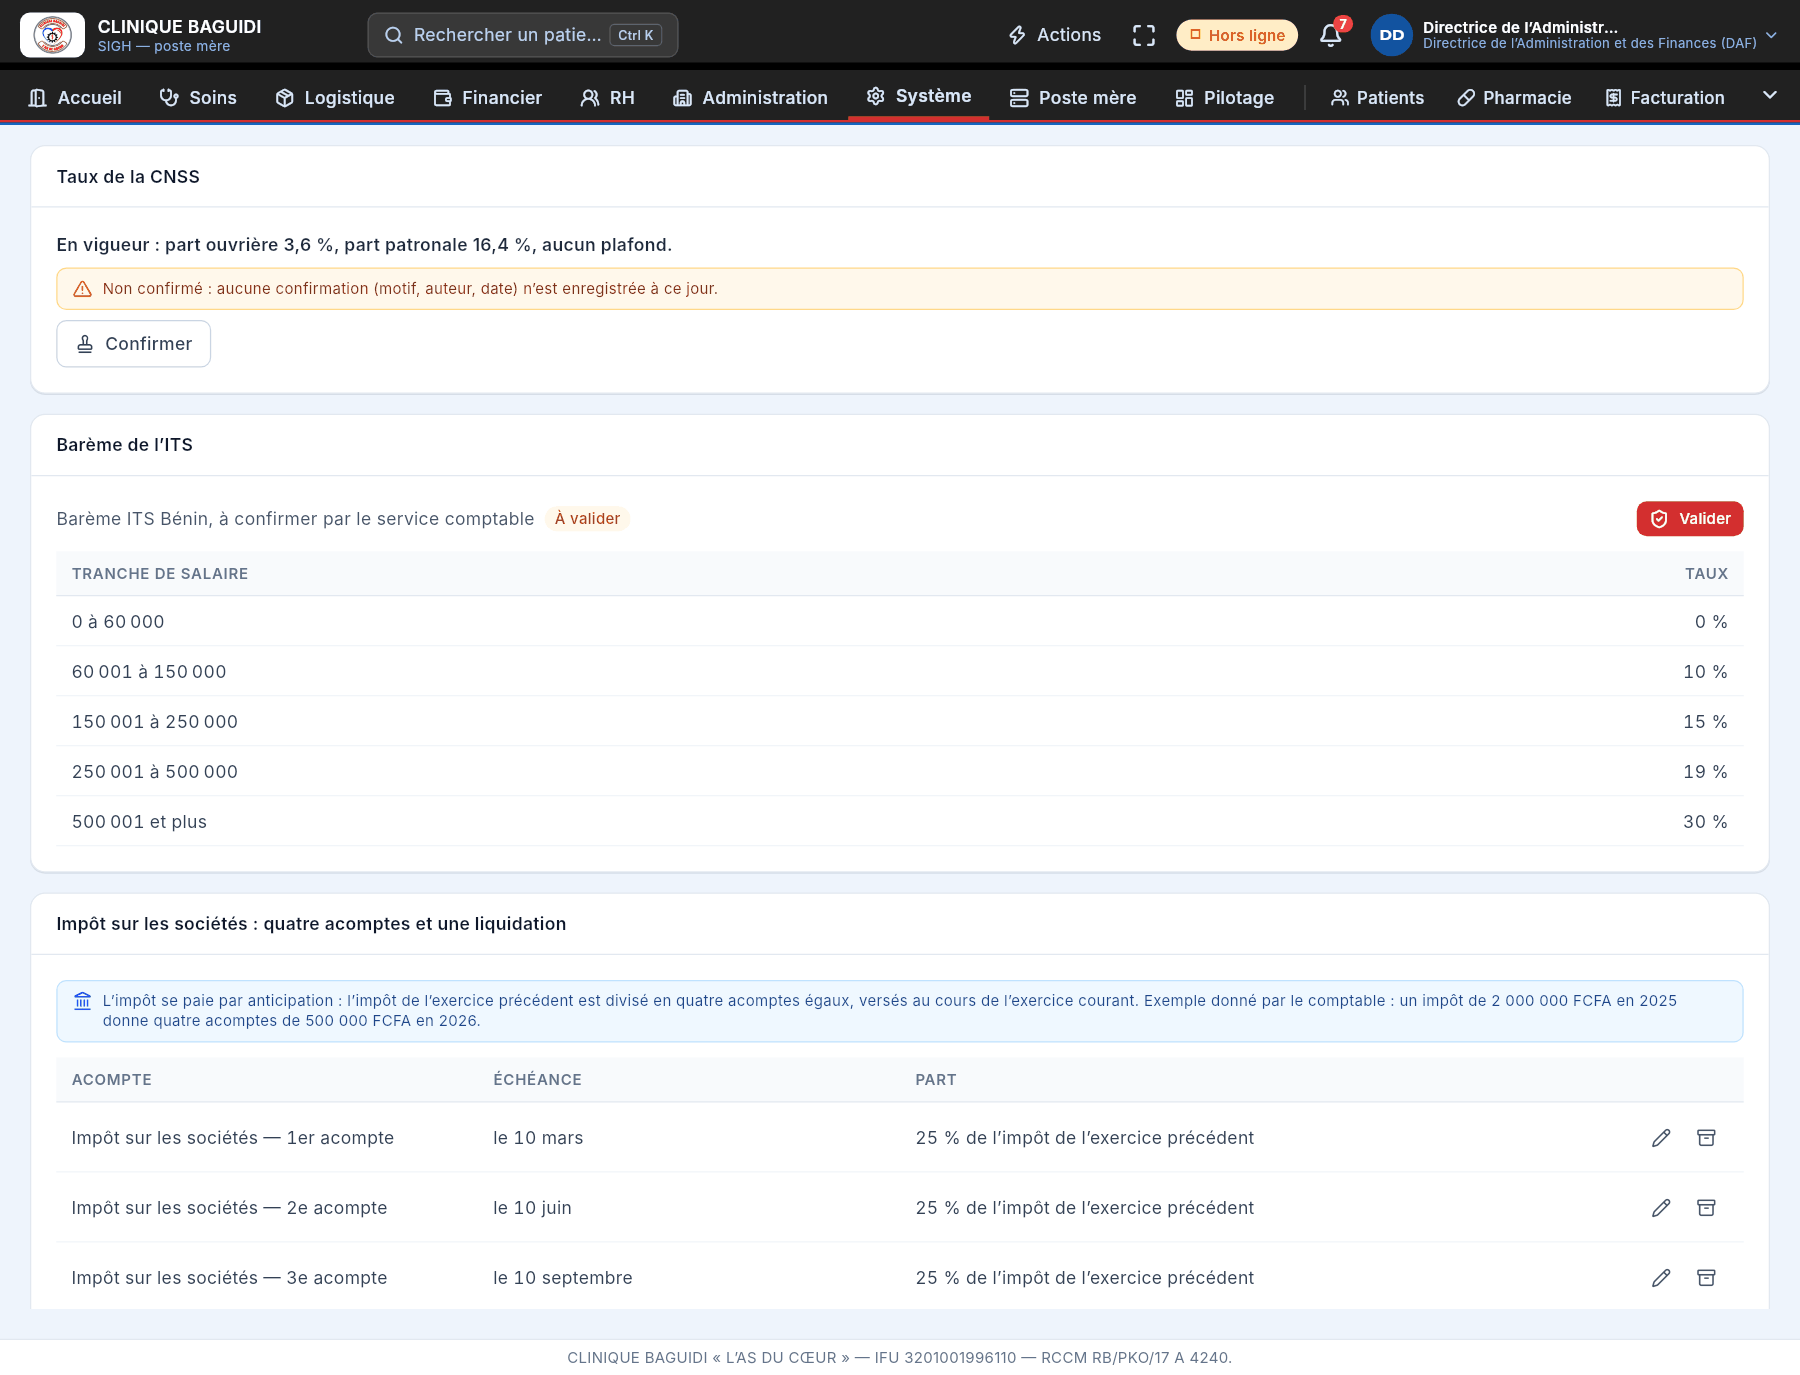 CLINIQUE BAGUIDI
SIGH — poste mère
Rechercher un patie... Ctrl K
Actions
Hors ligne
7
DD
Directrice de l’Administr...
Directrice de l’Administration et des Finances (DAF)
Accueil Soins Logistique Financier RH Administration Système Poste mère Pilotage Patients Pharmacie Facturation
Taux de la CNSS
En vigueur : part ouvrière 3,6 %, part patronale 16,4 %, aucun plafond.
Non confirmé : aucune confirmation (motif, auteur, date) n’est enregistrée à ce jour.
Confirmer
Barème de l’ITS
Barème ITS Bénin, à confirmer par le service comptable À valider Valider
TRANCHE DE SALAIRE TAUX
0 à 60 000 0 %
60 001 à 150 000 10 %
150 001 à 250 000 15 %
250 001 à 500 000 19 %
500 001 et plus 30 %
Impôt sur les sociétés : quatre acomptes et une liquidation
L’impôt se paie par anticipation : l’impôt de l’exercice précédent est divisé en quatre acomptes égaux, versés au cours de l’exercice courant. Exemple donné par le comptable : un impôt de 2 000 000 FCFA en 2025
donne quatre acomptes de 500 000 FCFA en 2026.
ACOMPTE ÉCHÉANCE PART
Impôt sur les sociétés — 1er acompte le 10 mars 25 % de l’impôt de l’exercice précédent
Impôt sur les sociétés — 2e acompte le 10 juin 25 % de l’impôt de l’exercice précédent
Impôt sur les sociétés — 3e acompte le 10 septembre 25 % de l’impôt de l’exercice précédent
CLINIQUE BAGUIDI « L’AS DU CŒUR » — IFU 3201001996110 — RCCM RB/PKO/17 A 4240.